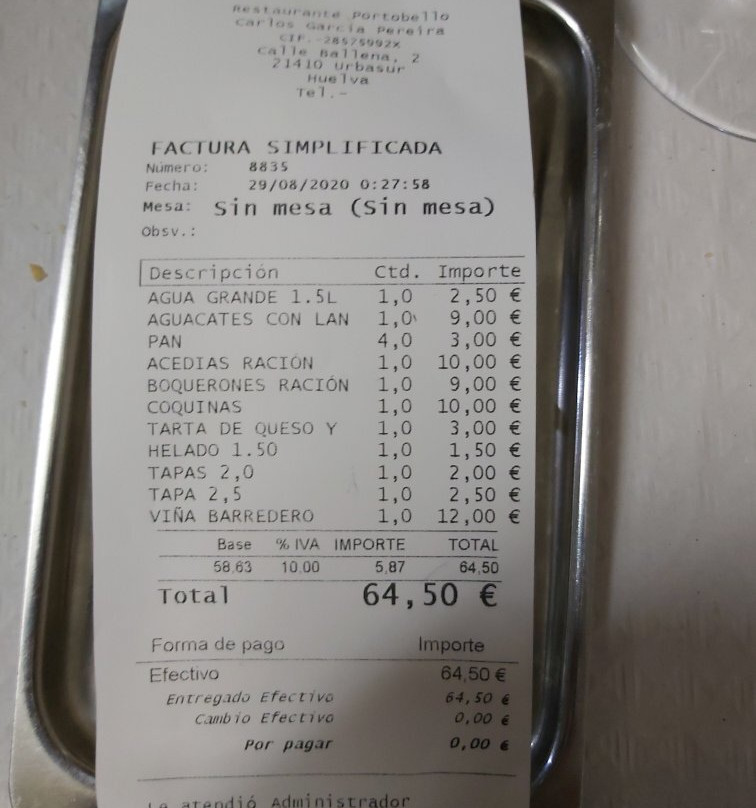 Restaurante Portobello
Carlos García Pereira
CIF.-28575992X
Calle Ballena, 2
21410 Urbasur
Huelva
Tel.-
FACTURA SIMPLIFICADA
Número: 8835
Fecha: 29/08/2020 0:27:58
Mesa: Sin mesa (Sin mesa)
Obsv.:
Descripción Ctd. Importe
AGUA GRANDE 1.5L 1,0 2,50 €
AGUACATES CON LAN 1,0 9,00 €
PAN 4,0 3,00 €
ACEDIAS RACIÓN 1,0 10,00 €
BOQUERONES RACIÓN 1,0 9,00 €
COQUINAS 1,0 10,00 €
TARTA DE QUESO Y 1,0 3,00 €
HELADO 1.50 1,0 1,50 €
TAPAS 2,0 1,0 2,00 €
TAPA 2,5 1,0 2,50 €
VIÑA BARREDERO 1,0 12,00 €
Base % IVA IMPORTE TOTAL
58,63 10,00 5,87 64,50
Total 64,50 €
Forma de pago Importe
Efectivo 64,50 €
Entregado Efectivo 64,50 €
Cambio Efectivo 0,00 €
Por pagar 0,00 €
Le atendió Administrador